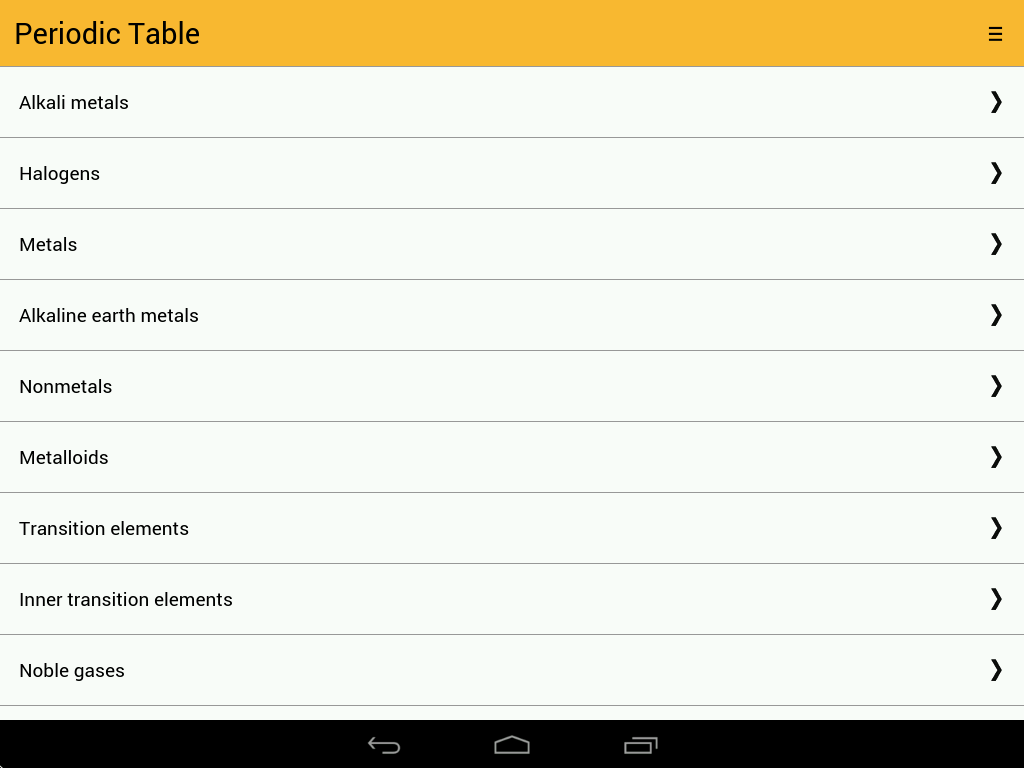 Periodic Table
Alkali metals
Halogens
Metals
Alkaline earth metals
Nonmetals
Metalloids
Transition elements
Inner transition elements
Noble gases